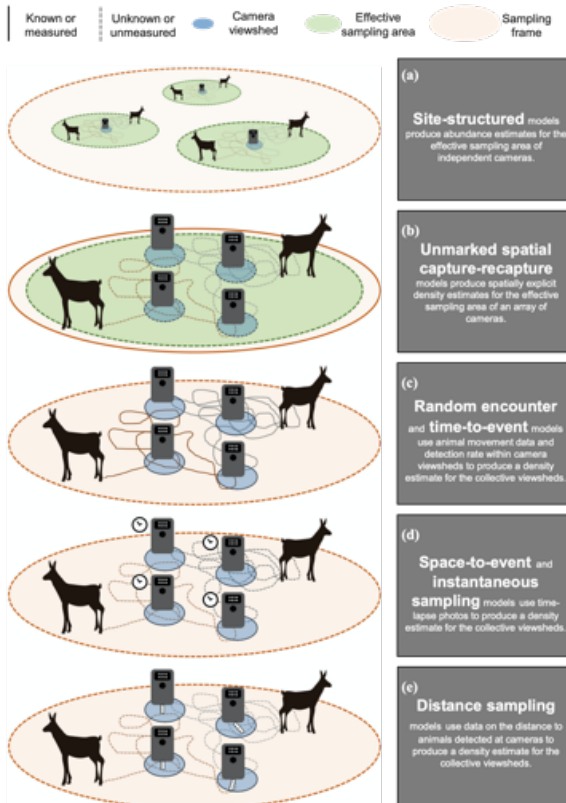 Known or
measured
Unknown or
unmeasured
Camera
viewshed
Effective
sampling area
Sampling
frame
(a)
Site-structured models
produce abundance estimates for the
effective sampling area of
independent cameras.
(b)
Unmarked spatial
capture-recapture
models produce spatially explicit
density estimates for the effective
sampling area of an array of
cameras.
(c)
Random encounter
and time-to-event models
use animal movement data and
detection rate within camera
viewsheds to produce a density
estimate for the collective viewsheds.
(d)
Space-to-event and
instantaneous
sampling models use time-
lapse photos to produce a density
estimate for the collective viewsheds.
(e)
Distance sampling
models use data on the distance to
animals detected at cameras to
produce a density estimate for the
collective viewsheds.